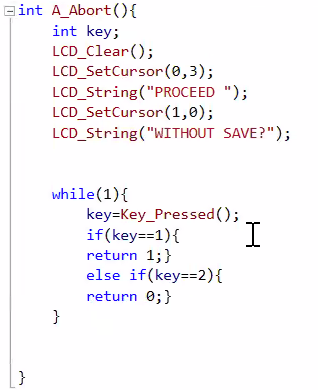 int A_Abort(){
int key;
LCD_Clear();
LCD_SetCursor(0,3);
LCD_String("PROCEED ");
LCD_SetCursor(1,0);
LCD_String("WITHOUT SAVE?");
while(1){
key=Key_Pressed();
if(key==1){
return 1;}
else if(key==2){
return 0;}
}
}